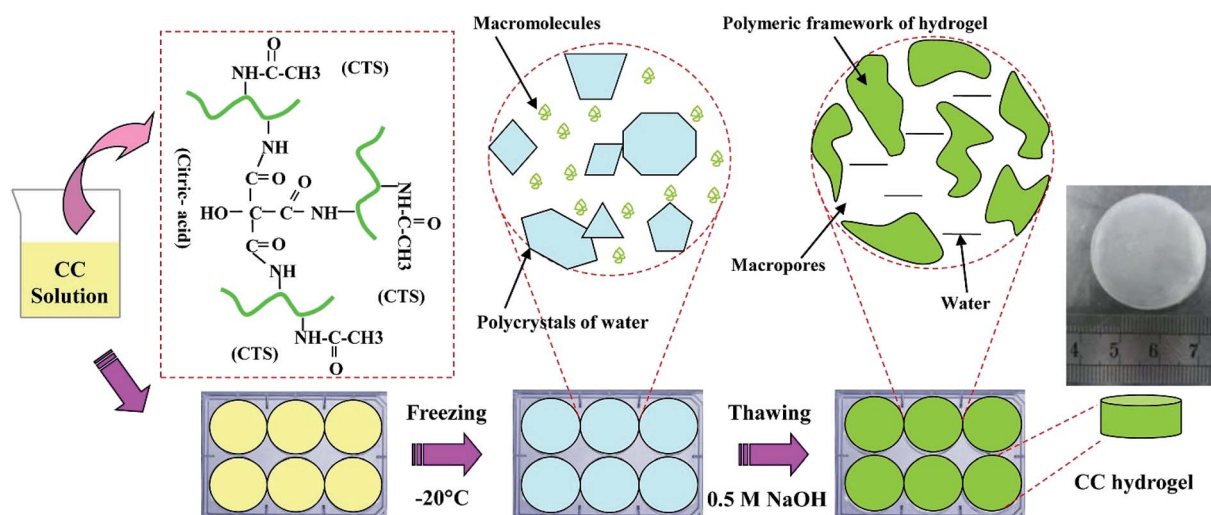 CC
Solution
O
NH-C-CH3
(CTS)
NH
C=O
O
HO
C
C
NH
C=O
NH
(Citric- acid)
NH-C-CH3
O
(CTS)
NH-C-CH3
O
(CTS)
Macromolecules
Polycrystals of water
Polymeric framework of hydrogel
Macropores
Water
4 5 6 7
Freezing
-20°C
Thawing
0.5 M NaOH
CC hydrogel